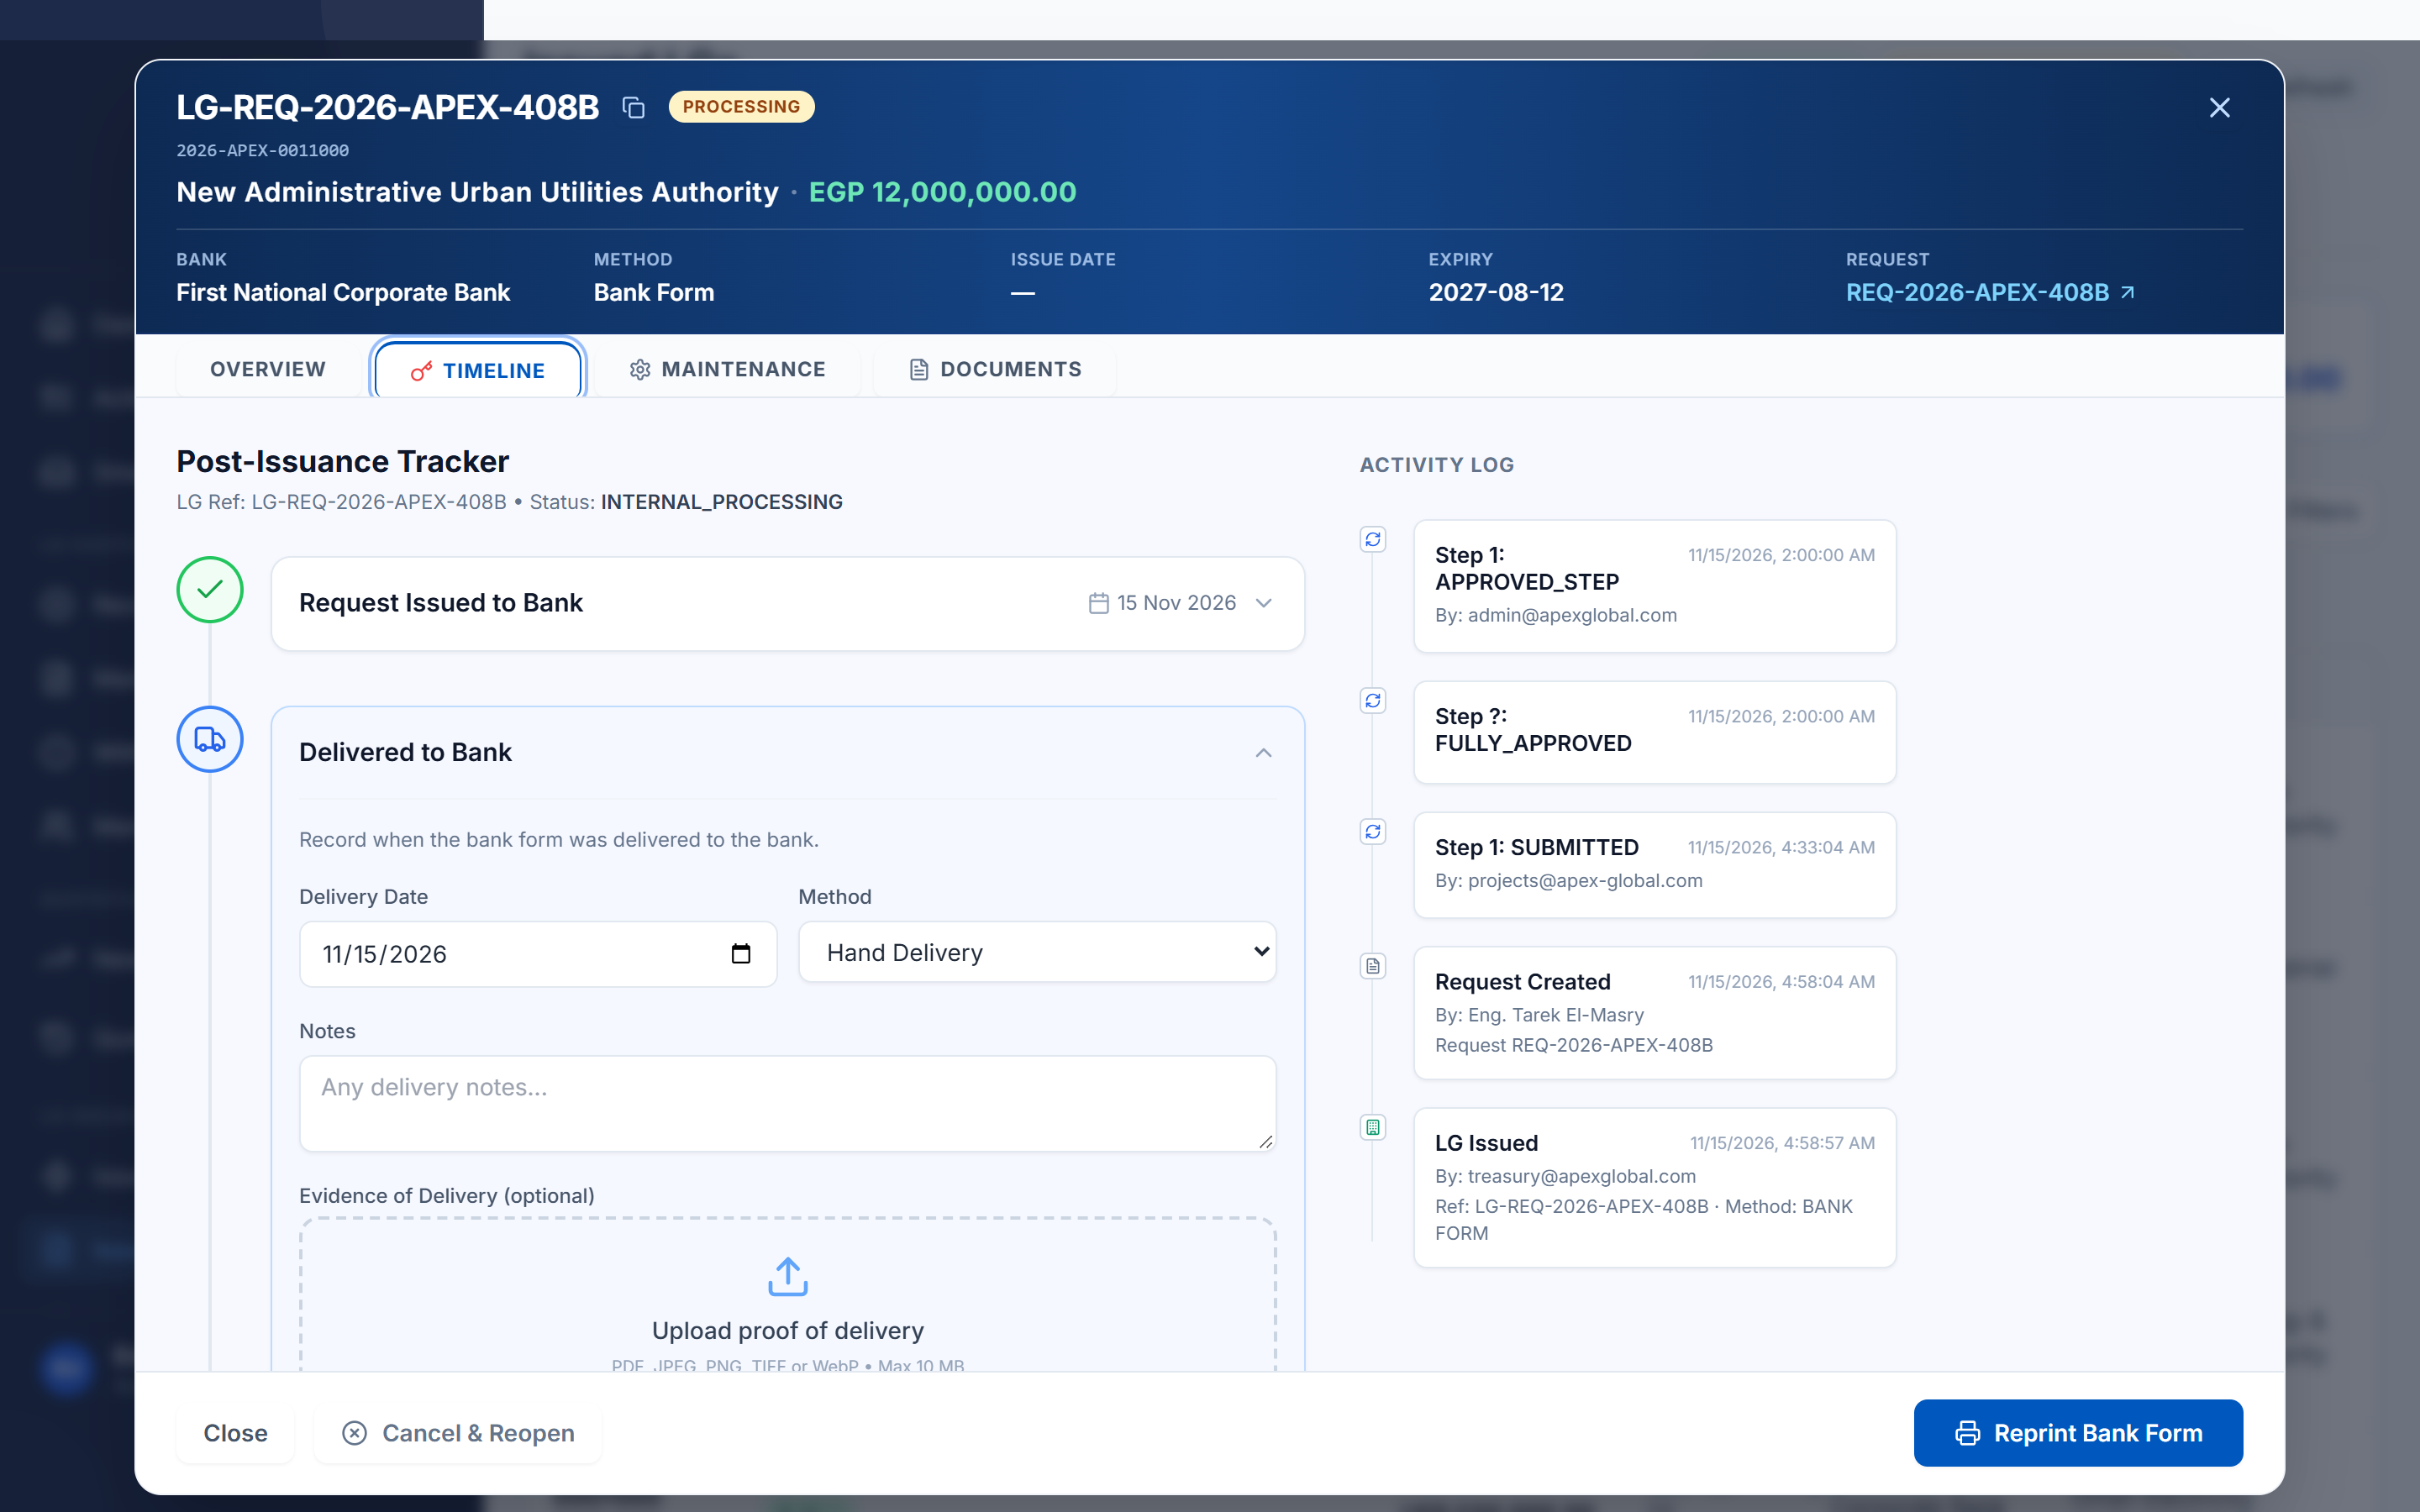 LG-REQ-2026-APEX-408B PROCESSING
2026-APEX-0011000
New Administrative Urban Utilities Authority · EGP 12,000,000.00
BANK
First National Corporate Bank
METHOD
Bank Form
ISSUE DATE
—
EXPIRY
2027-08-12
REQUEST
REQ-2026-APEX-408B
OVERVIEW
TIMELINE
MAINTENANCE
DOCUMENTS
Post-Issuance Tracker
LG Ref: LG-REQ-2026-APEX-408B • Status: INTERNAL_PROCESSING
Request Issued to Bank
15 Nov 2026
Delivered to Bank
Record when the bank form was delivered to the bank.
Delivery Date
11/15/2026
Method
Hand Delivery
Notes
Any delivery notes...
Evidence of Delivery (optional)
Upload proof of delivery
PDF, JPEG, PNG, TIFF or WebP • Max 10 MB
ACTIVITY LOG
Step 1:
APPROVED_STEP
11/15/2026, 2:00:00 AM
By: admin@apexglobal.com
Step ?:
FULLY_APPROVED
11/15/2026, 2:00:00 AM
Step 1: SUBMITTED
11/15/2026, 4:33:04 AM
By: projects@apex-global.com
Request Created
11/15/2026, 4:58:04 AM
By: Eng. Tarek El-Masry
Request REQ-2026-APEX-408B
LG Issued
11/15/2026, 4:58:57 AM
By: treasury@apexglobal.com
Ref: LG-REQ-2026-APEX-408B · Method: BANK
FORM
Close
Cancel & Reopen
Reprint Bank Form